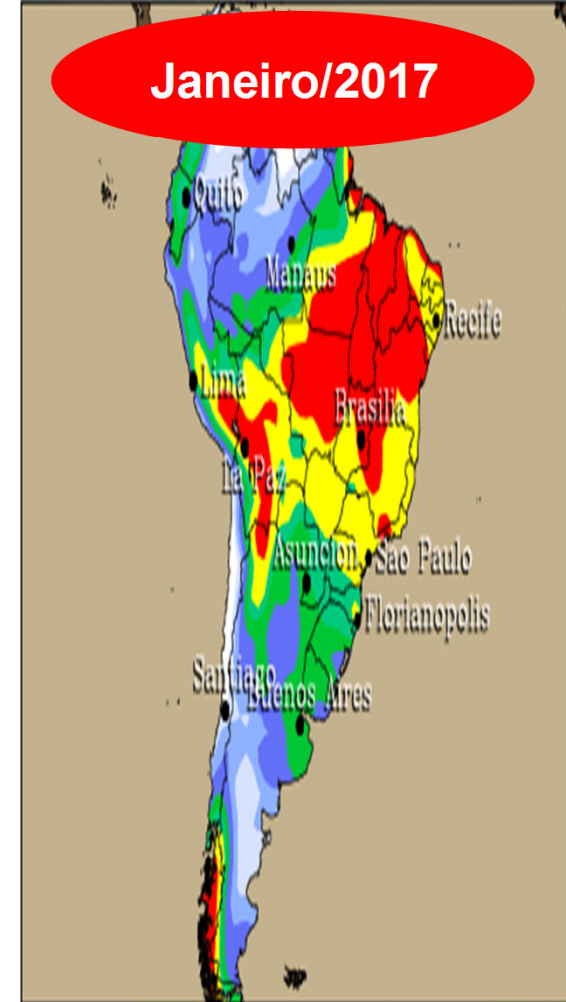 Janeiro/2017
Quito
Manaus
Recife
Lima
Brasilia
La Paz
Asuncion
Sao Paulo
Florianopolis
Santiago
Buenos Aires